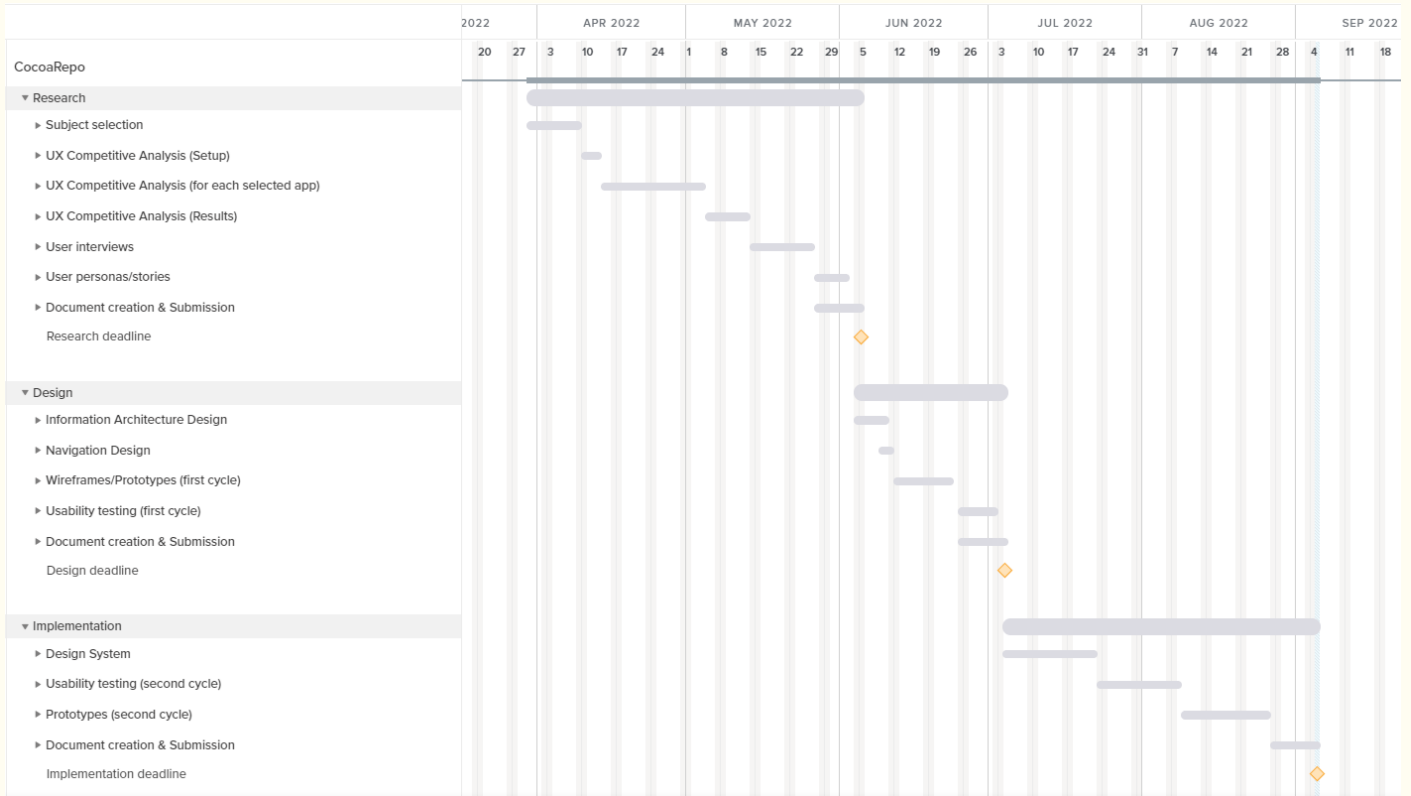 2022 APR 2022 MAY 2022 JUN 2022 JUL 2022 AUG 2022 SEP 2022
20 27 3 10 17 24 1 8 15 22 29 5 12 19 26 3 10 17 24 31 7 14 21 28 4 11 18
CocoaRepo
Research
Subject selection
UX Competitive Analysis (Setup)
UX Competitive Analysis (for each selected app)
UX Competitive Analysis (Results)
User interviews
User personas/stories
Document creation & Submission
Research deadline
Design
Information Architecture Design
Navigation Design
Wireframes/Prototypes (first cycle)
Usability testing (first cycle)
Document creation & Submission
Design deadline
Implementation
Design System
Usability testing (second cycle)
Prototypes (second cycle)
Document creation & Submission
Implementation deadline